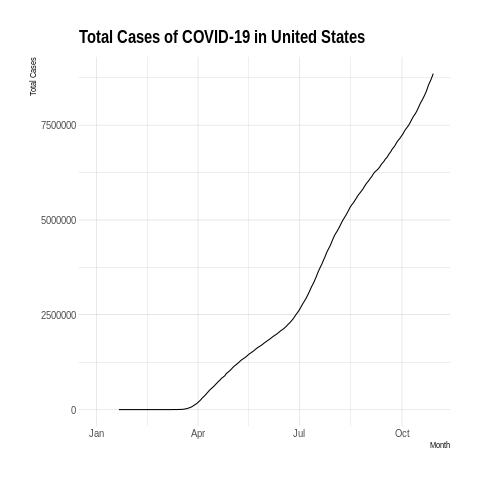 Total Cases of COVID-19 in United States
Total Cases
7500000
5000000
2500000
0
Jan Apr Jul Oct
Month